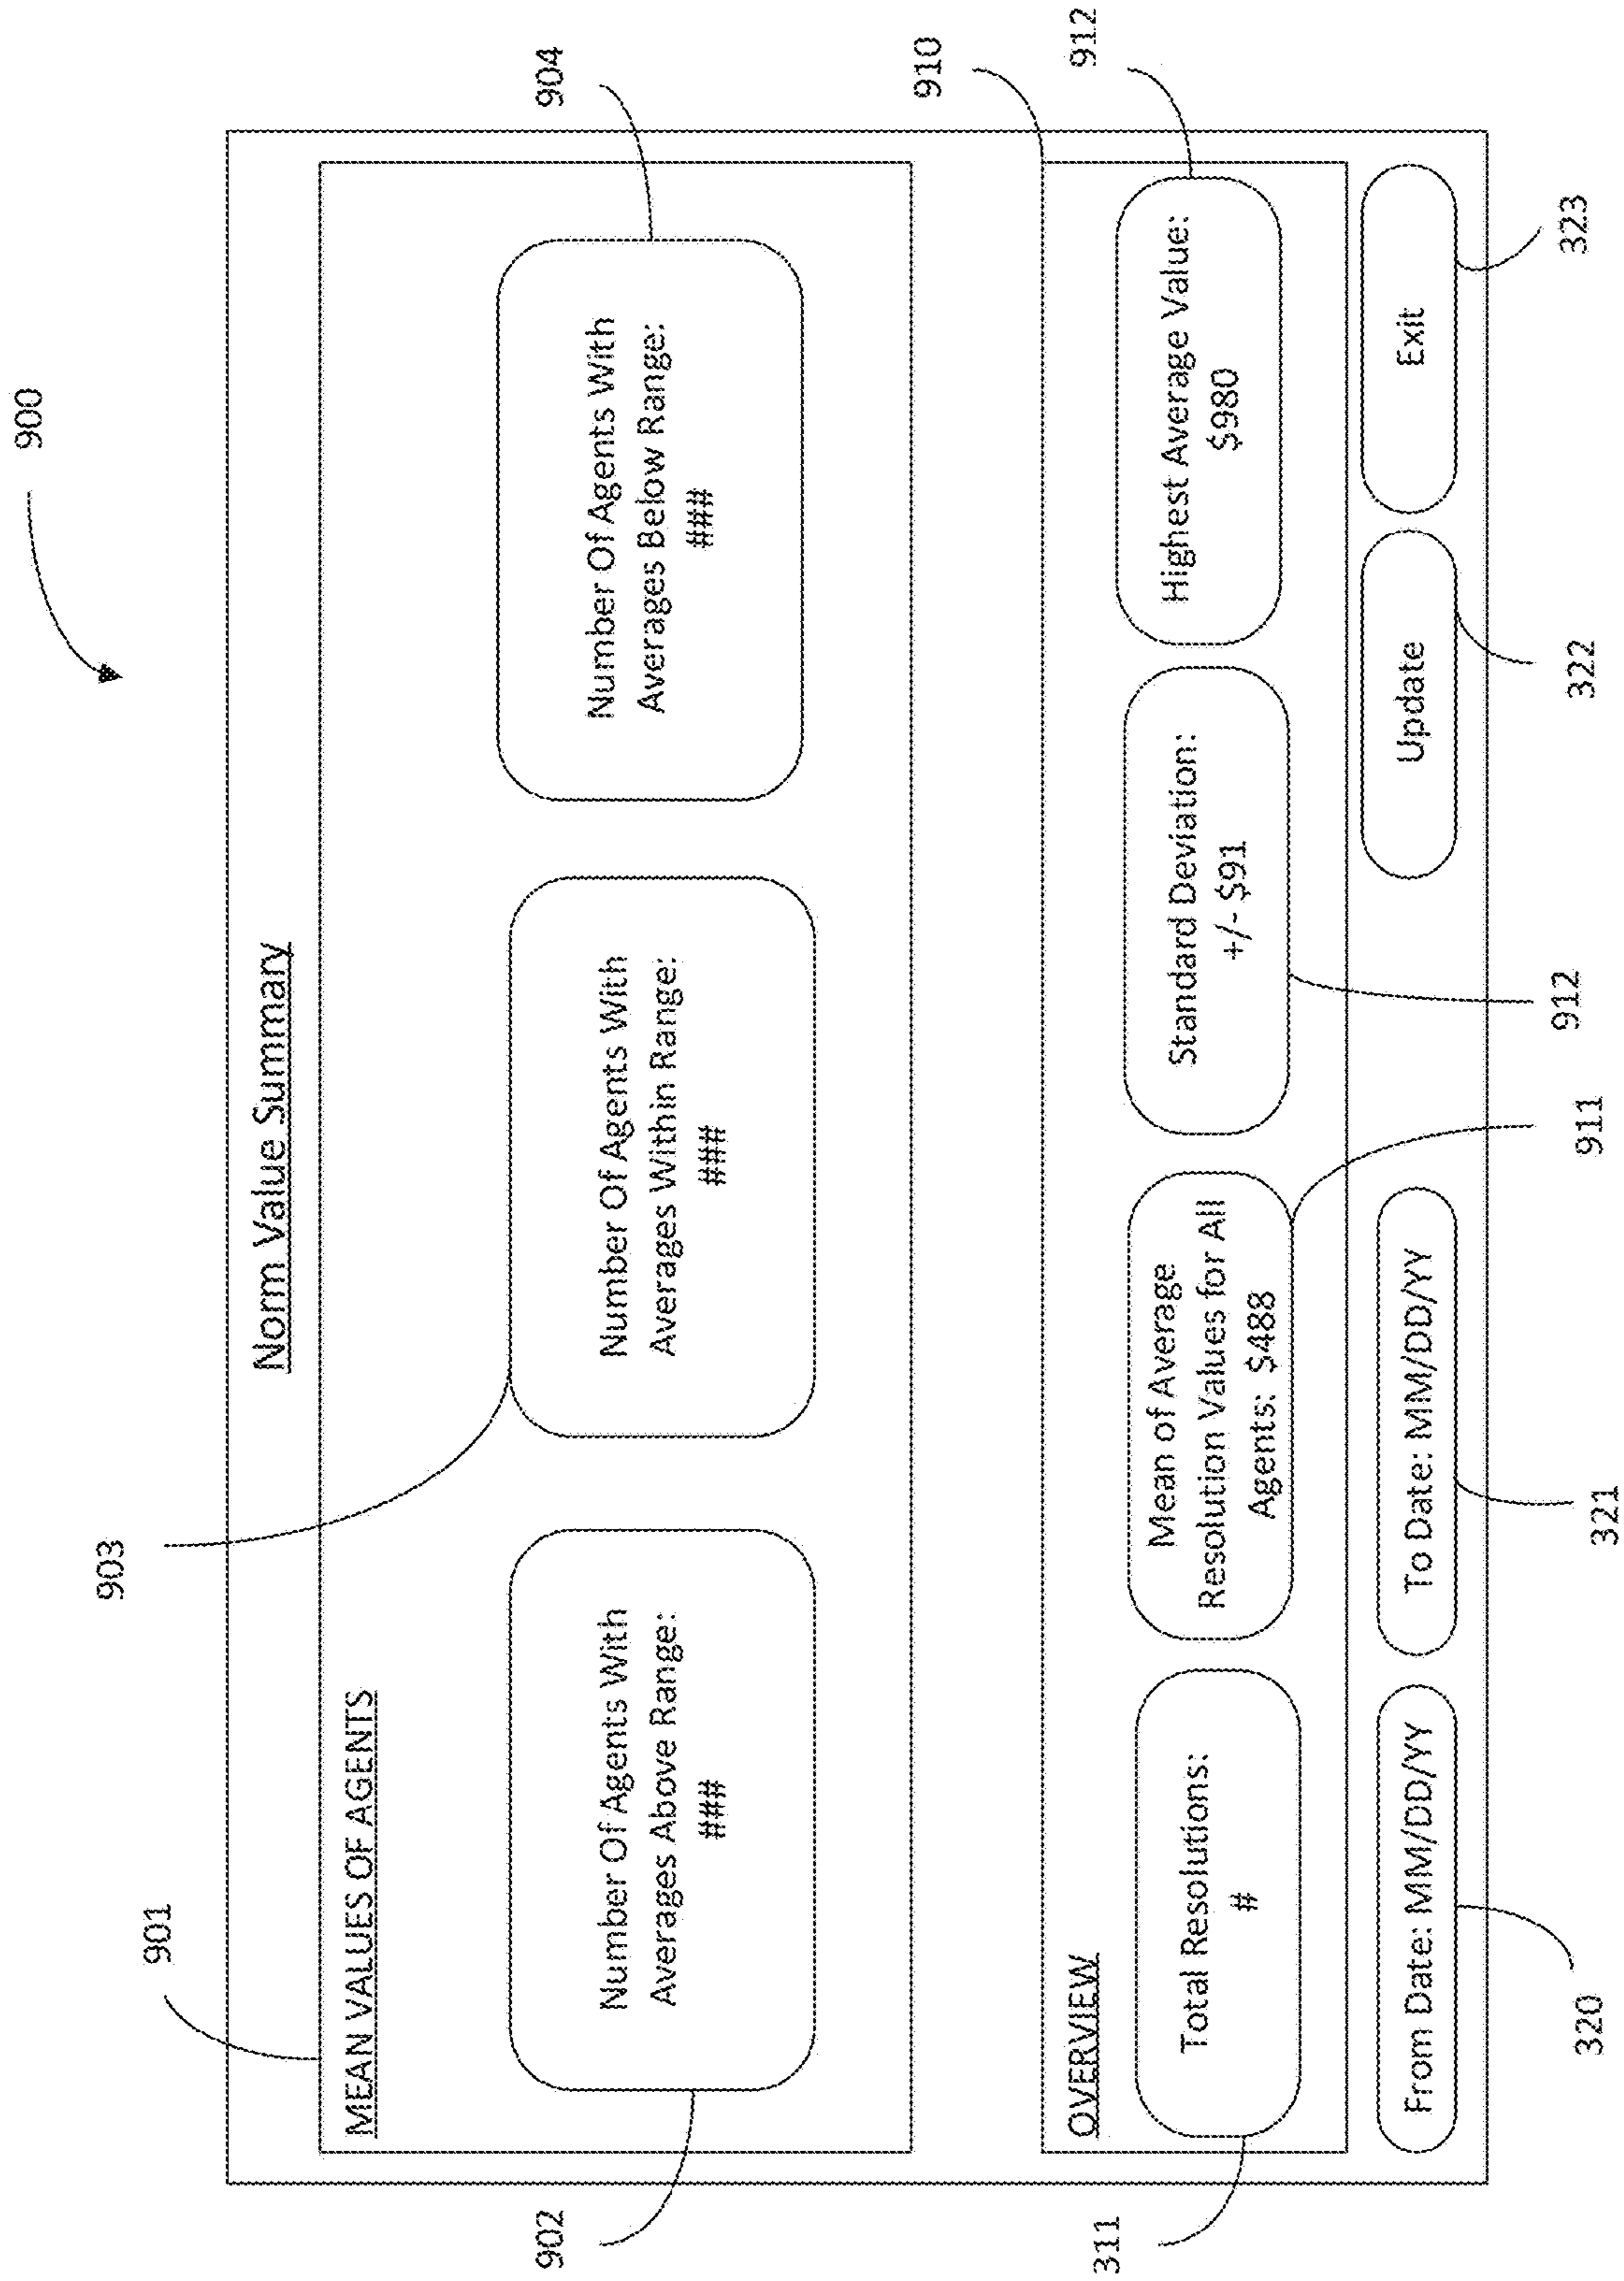 900
Norm Value Summary
901
MEAN VALUES OF AGENTS
902
Number Of Agents With
Averages Above Range:
###
903
Number Of Agents With
Averages Within Range:
###
904
Number Of Agents With
Averages Below Range:
###
910
OVERVIEW
311
Total Resolutions:
#
Mean of Average
Resolution Values for All
Agents: $488
911
Standard Deviation:
+/- $91
912
Highest Average Value:
$980
912
From Date: MM/DD/YY
320
To Date: MM/DD/YY
321
Update
322
Exit
323